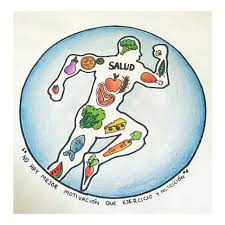 SALUD
"NO HAY MEJOR MOTIVACIÓN QUE EJERCICIO Y NUTRICIÓN"